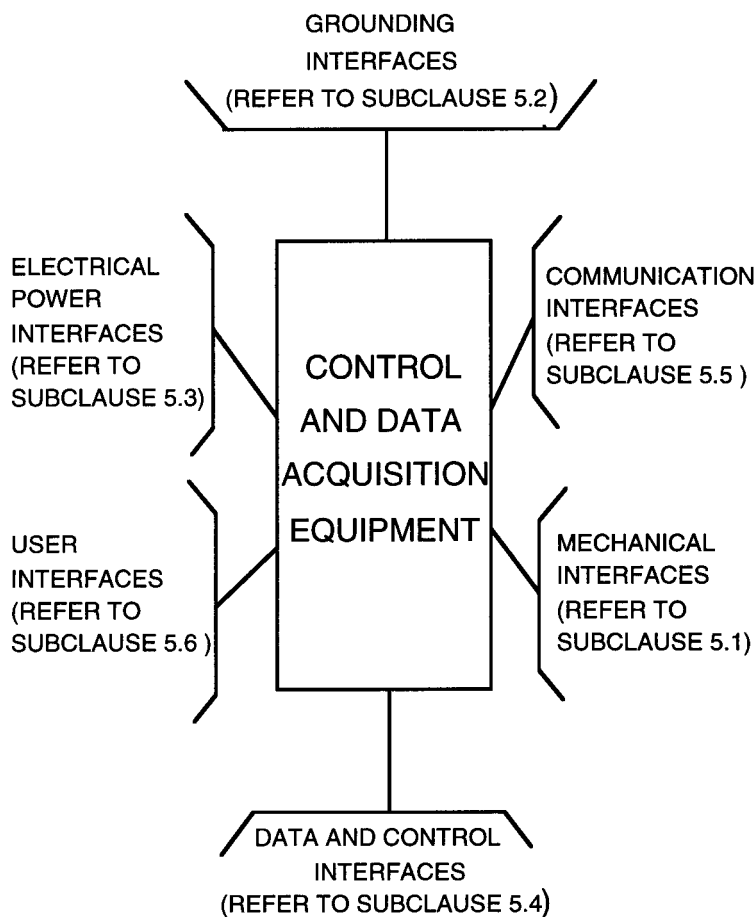 GROUNDING
INTERFACES
(REFER TO SUBCLAUSE 5.2)
ELECTRICAL
POWER
INTERFACES
(REFER TO
SUBCLAUSE 5.3)
COMMUNICATION
INTERFACES
(REFER TO
SUBCLAUSE 5.5 )
CONTROL
AND DATA
ACQUISITION
EQUIPMENT
USER
INTERFACES
(REFER TO
SUBCLAUSE 5.6 )
MECHANICAL
INTERFACES
(REFER TO
SUBCLAUSE 5.1)
DATA AND CONTROL
INTERFACES
(REFER TO SUBCLAUSE 5.4)